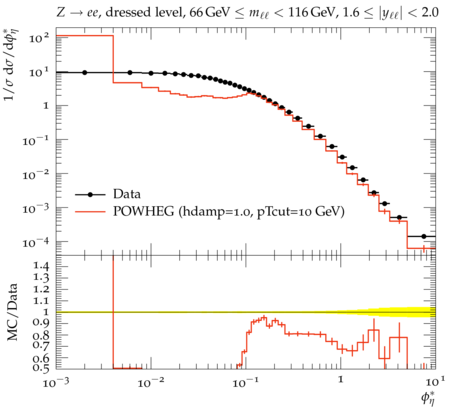 Z → ee, dressed level, 66 GeV ≤ mℓℓ < 116 GeV, 1.6 ≤ |yℓℓ| < 2.0
1/σ dσ/dφ*η
10²
10¹
1
10⁻¹
10⁻²
10⁻³
10⁻⁴
Data
POWHEG (hdamp=1.0, pTcut=10 GeV)
MC/Data
1.4
1.3
1.2
1.1
1
0.9
0.8
0.7
0.6
0.5
10⁻³ 10⁻² 10⁻¹ 1 10¹
φ*η